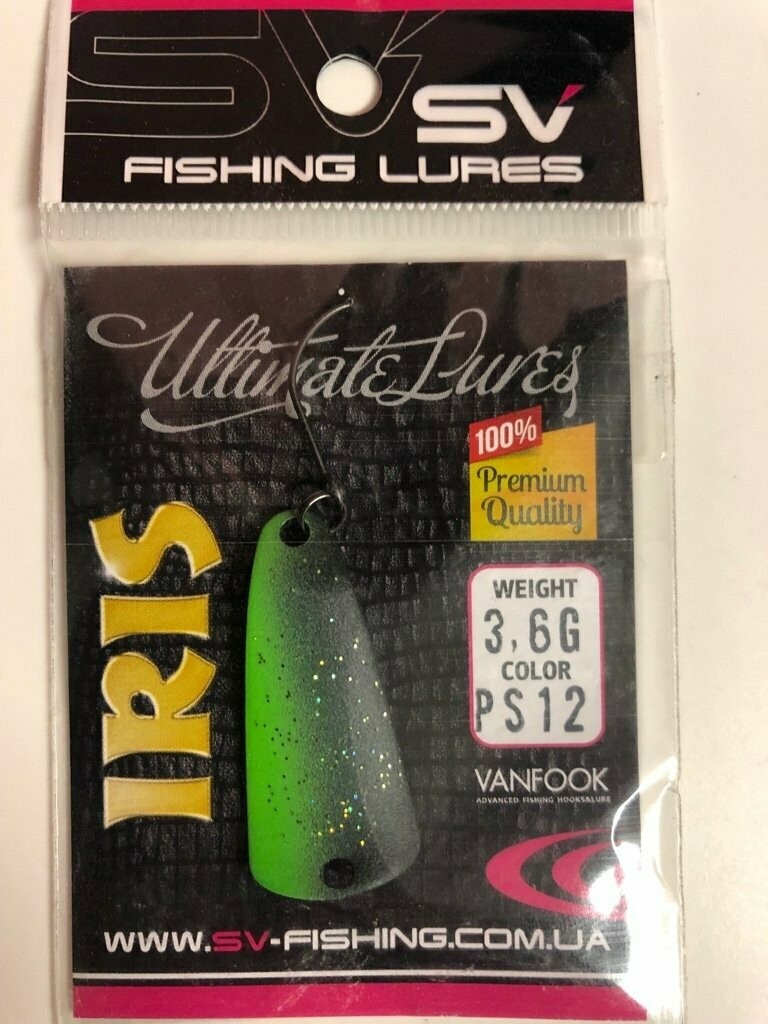 SV
SV
FISHING LURES
Ultimate Lures
100%
Premium
Quality
IRIS
WEIGHT
3,6G
COLOR
PS12
VANFOOK
ADVANCED FISHING HOOKS&LURE
WWW.SV-FISHING.COM.UA